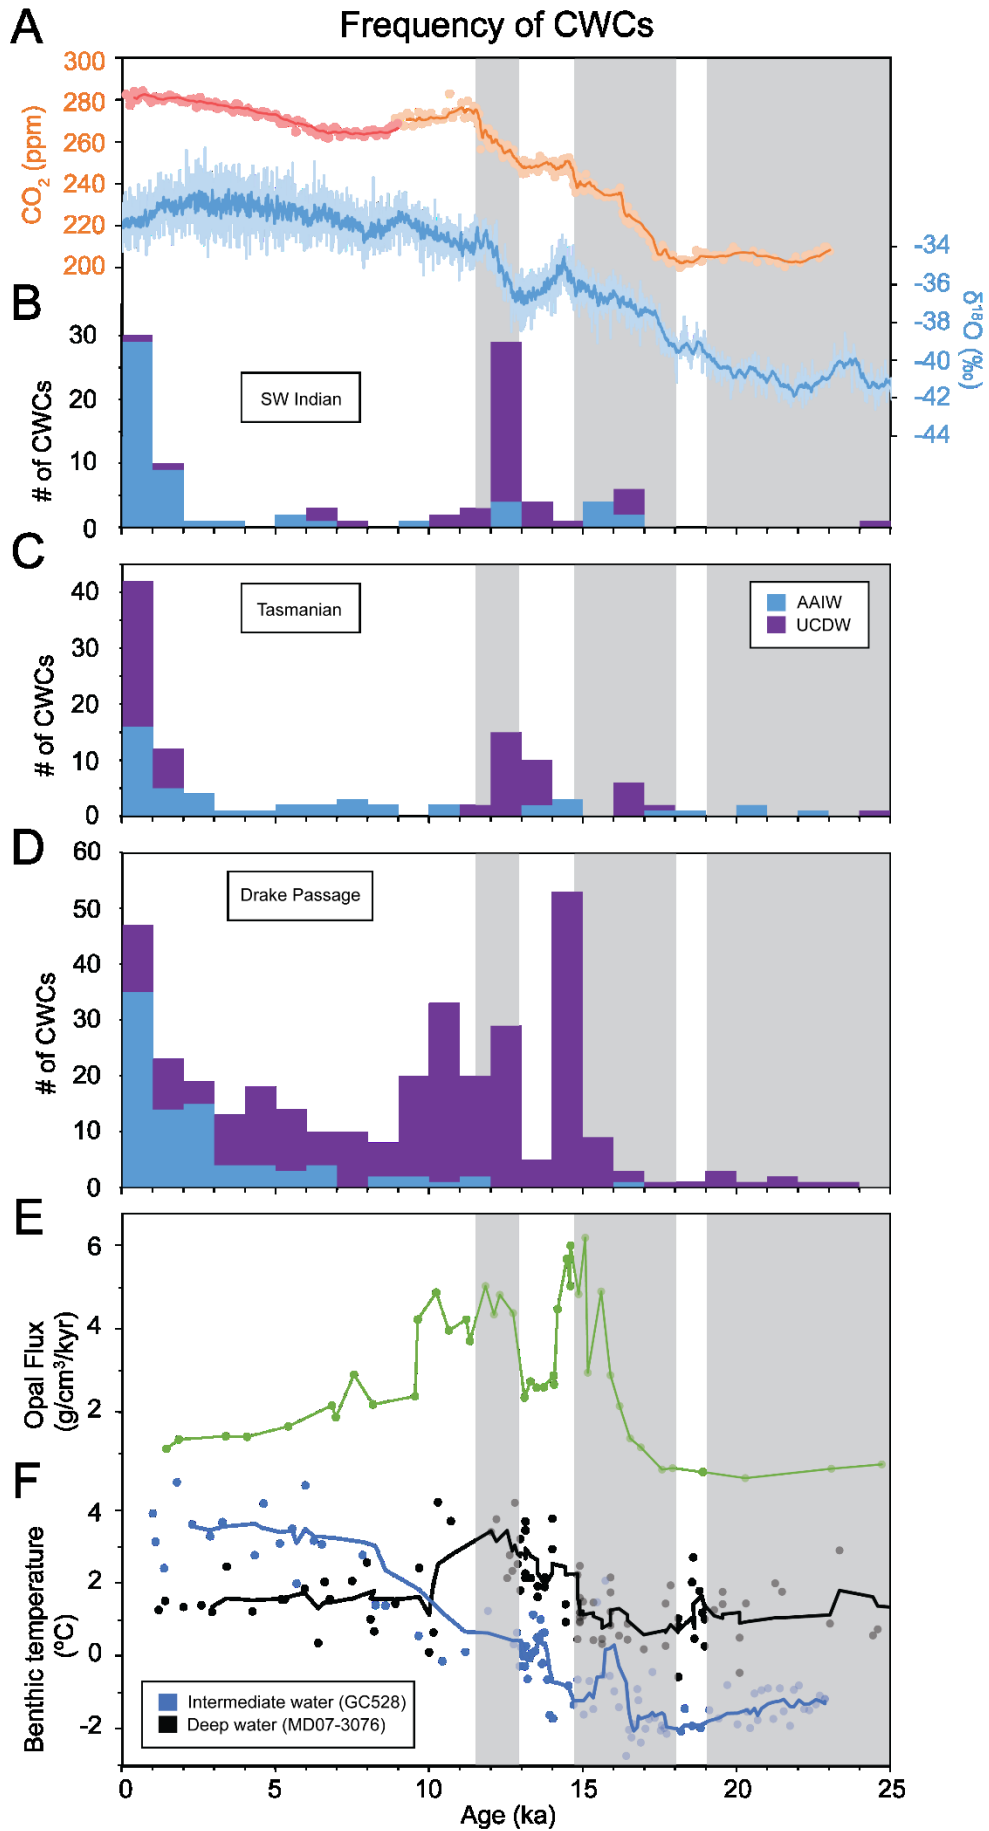 Frequency of CWCs
A
300
280
260
240
220
200
CO2 (ppm)
-34
-36
-38
-40
-42
-44
δ18O (‰)
B
30
20
10
0
# of CWCs
SW Indian
C
40
30
20
10
0
# of CWCs
Tasmanian
AAIW
UCDW
D
60
50
40
30
20
10
0
# of CWCs
Drake Passage
E
6
4
2
Opal Flux
(g/cm³/kyr)
F
4
2
0
-2
Benthic temperature
(ºC)
Intermediate water (GC528)
Deep water (MD07-3076)
0 5 10 15 20 25
Age (ka)